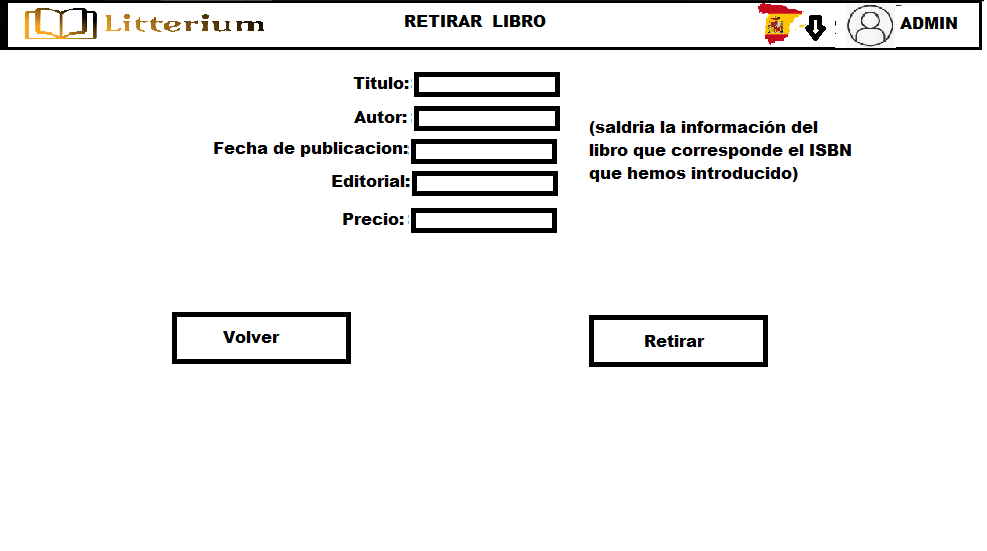 Litterium
RETIRAR LIBRO
ADMIN
Titulo:
Autor:
Fecha de publicacion:
Editorial:
Precio:
(saldria la información del
libro que corresponde el ISBN
que hemos introducido)
Volver
Retirar